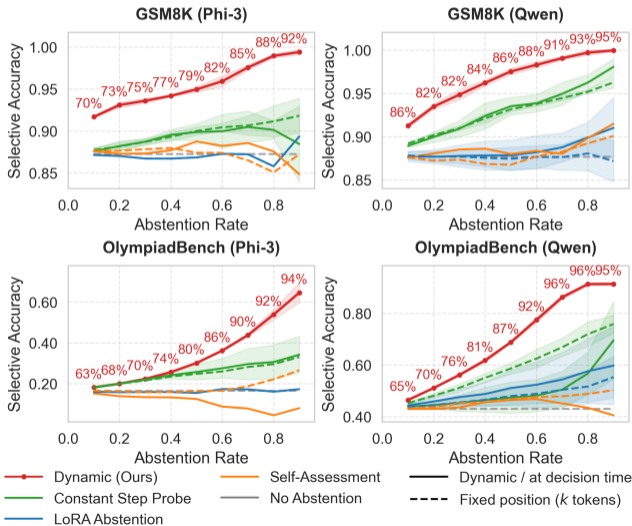 GSM8K (Phi-3)
GSM8K (Qwen)
Selective Accuracy
1.00
0.95
0.90
0.85
70% 73% 75% 77% 79% 82% 85% 88% 92%
0.0 0.2 0.4 0.6 0.8
Abstention Rate
Selective Accuracy
1.00
0.95
0.90
0.85
86% 82% 82% 84% 86% 88% 91% 93% 95%
0.0 0.2 0.4 0.6 0.8
Abstention Rate
OlympiadBench (Phi-3)
OlympiadBench (Qwen)
Selective Accuracy
0.60
0.40
0.20
63% 68% 70% 74% 80% 86% 90% 92% 94%
0.0 0.2 0.4 0.6 0.8
Abstention Rate
Selective Accuracy
0.80
0.60
0.40
65% 70% 76% 81% 87% 92% 96% 96% 95%
0.0 0.2 0.4 0.6 0.8
Abstention Rate
Dynamic (Ours)
Constant Step Probe
LoRA Abstention
Self-Assessment
No Abstention
Dynamic / at decision time
Fixed position (k tokens)